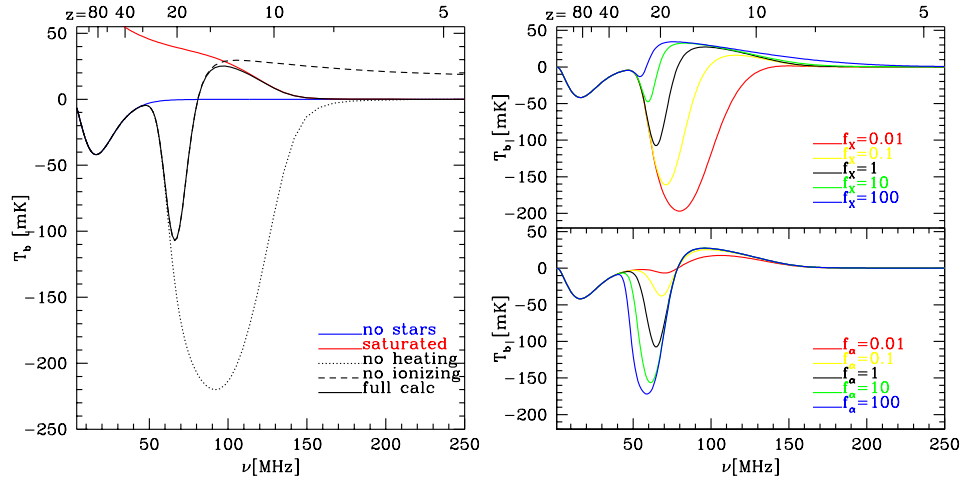 z= 80 40 20 10 5
50
0
−50
−100
−150
−200
−250
T_b [mK]
no stars
saturated
no heating
no ionizing
full calc
50 100 150 200 250
ν[MHz]
z= 80 40 20 10 5
50
0
−50
−100
−150
−200
T_b|[mK]
f_X=0.01
f_X=0.1
f_X=1
f_X=10
f_X=100
50
0
−50
−100
−150
−200
T_b|[mK]
f_α=0.01
f_α=0.1
f_α=1
f_α=10
f_α=100
50 100 150 200 250
ν[MHz]